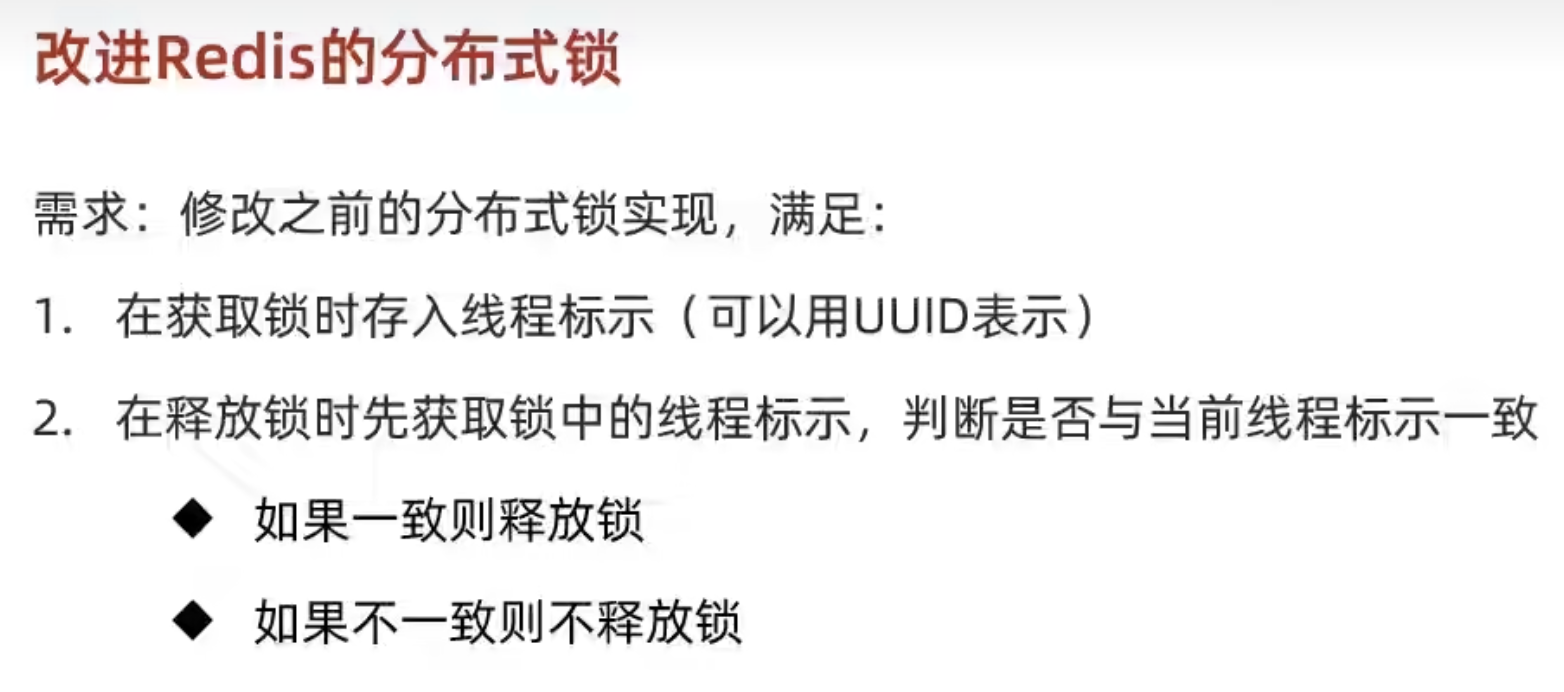 改进Redis的分布式锁
需求：修改之前的分布式锁实现，满足：
1. 在获取锁时存入线程标示（可以用UUID表示）
2. 在释放锁时先获取锁中的线程标示，判断是否与当前线程标示一致
◆ 如果一致则释放锁
◆ 如果不一致则不释放锁